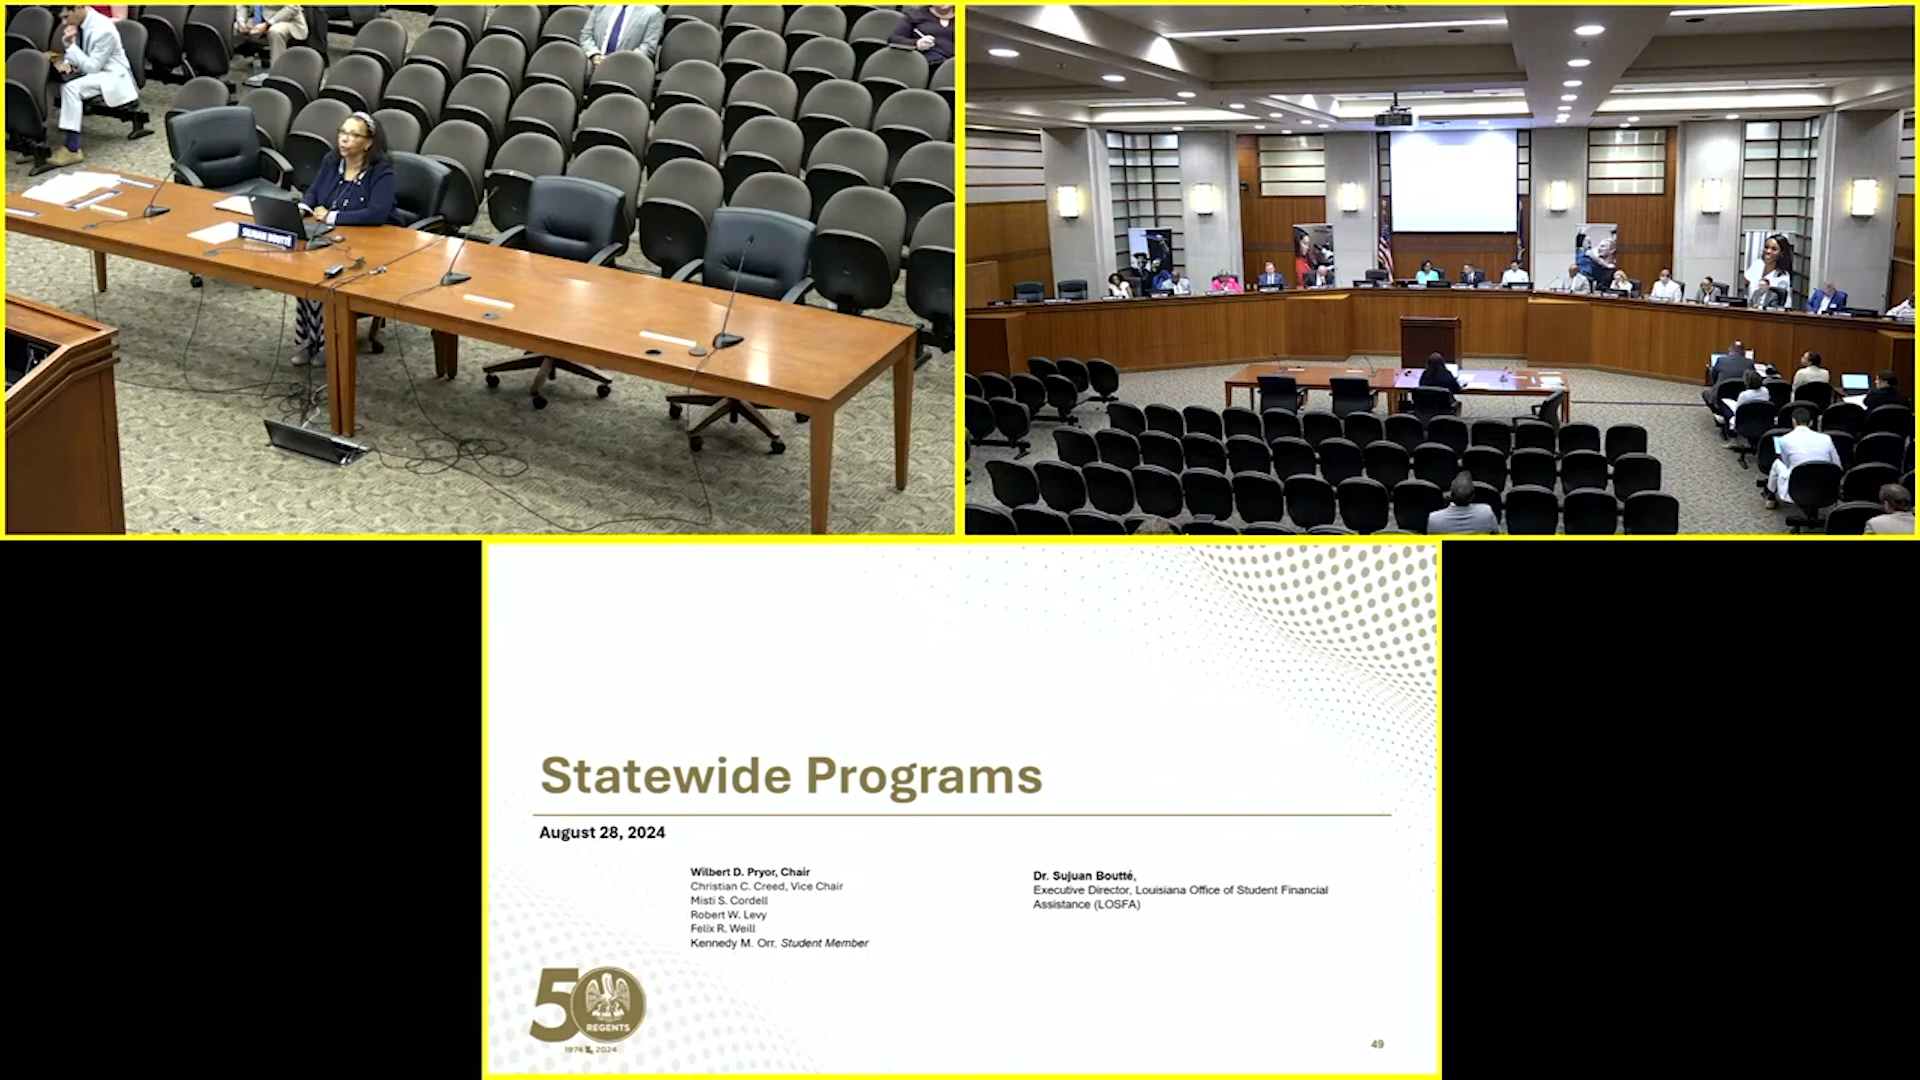 SUJUAN BOUTTÉ
Statewide Programs
August 28, 2024
Wilbert D. Pryor, Chair
Christian C. Creed, Vice Chair
Misti S. Cordell
Robert W. Levy
Felix R. Weill
Kennedy M. Orr, Student Member
Dr. Sujuan Boutté,
Executive Director, Louisiana Office of Student Financial
Assistance (LOSFA)
50
REGENTS
1974 2024
49